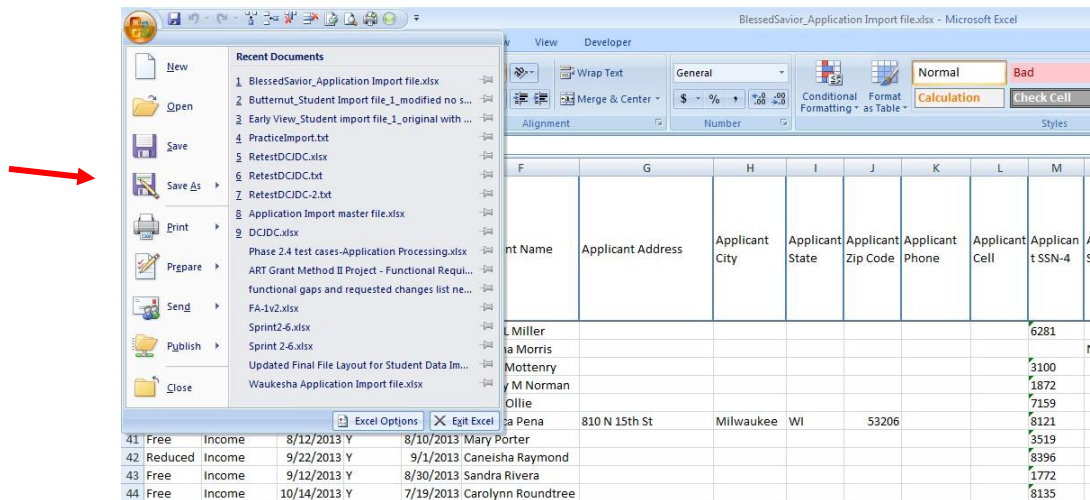 BlessedSavior_Application Import file.xlsx - Microsoft Excel
View Developer
New
Open
Save
Save As
Print
Prepare
Send
Publish
Close
Recent Documents
1 BlessedSavior_Application Import file.xlsx
2 Butternut_Student Import file_1_modified no s...
3 Early View_Student import file_1_original with ...
4 PracticeImport.txt
5 RetestDCJDC.xlsx
6 RetestDCJDC.txt
7 RetestDCJDC-2.txt
8 Application Import master file.xlsx
9 DCJDC.xlsx
Phase 2.4 test cases-Application Processing.xlsx
ART Grant Method II Project - Functional Requi...
functional gaps and requested changes list ne...
FA-1v2.xlsx
Sprint2-6.xlsx
Sprint 2-6.xlsx
Updated Final File Layout for Student Data Im...
Waukesha Application Import file.xlsx
Excel Options Exit Excel
Wrap Text
Merge & Center
Alignment
General
$ % , .0 .00 .00 .0
Number
Conditional Formatting
Format as Table
Normal Bad
Calculation Check Cell
Styles
F G H I J K L M
nt Name Applicant Address Applicant City Applicant State Applicant Zip Code Applicant Phone Applicant Cell Applicant SSN-4
L Miller 6281
na Morris
Mottenry 3100
y M Norman 1872
Ollie 7159
ca Pena 810 N 15th St Milwaukee WI 53206 8121
41 Free Income 8/12/2013 Y 8/10/2013 Mary Porter 3519
42 Reduced Income 9/22/2013 Y 9/1/2013 Caneisha Raymond 8396
43 Free Income 9/12/2013 Y 8/30/2013 Sandra Rivera 1772
44 Free Income 10/14/2013 Y 7/19/2013 Carolynn Roundtree 8135